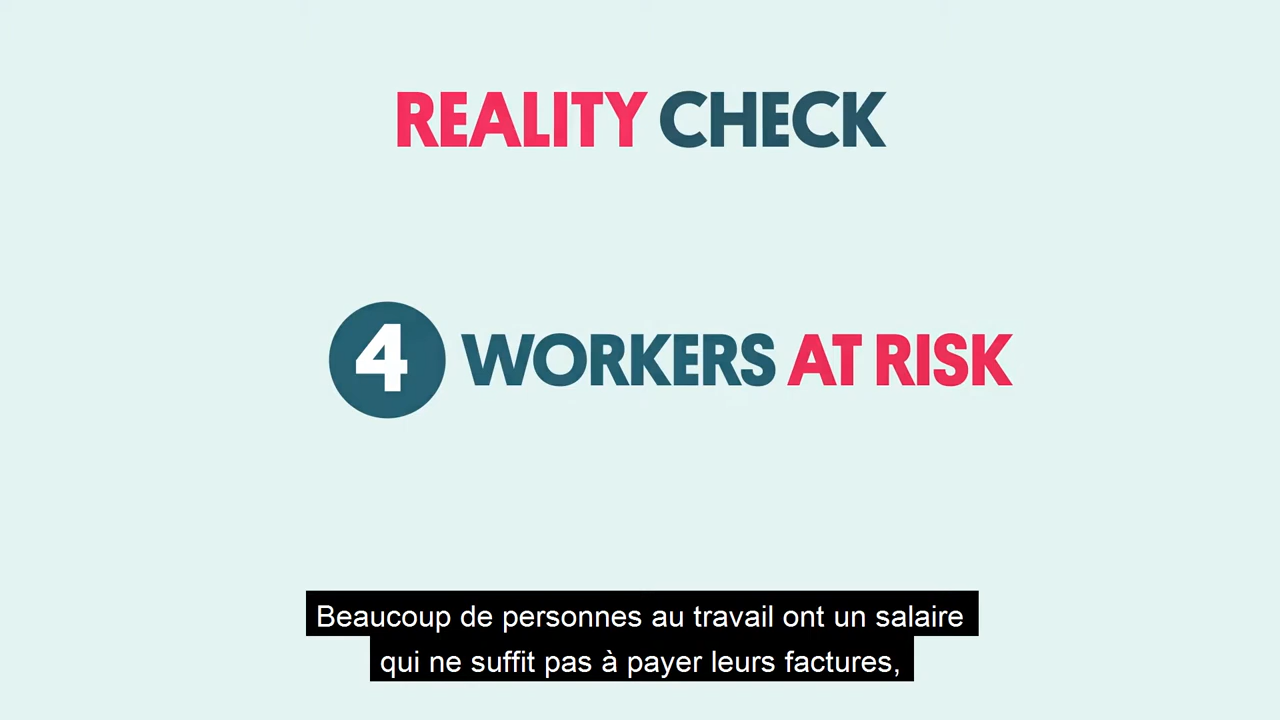 REALITY CHECK
4 WORKERS AT RISK
Beaucoup de personnes au travail ont un salaire
qui ne suffit pas à payer leurs factures,